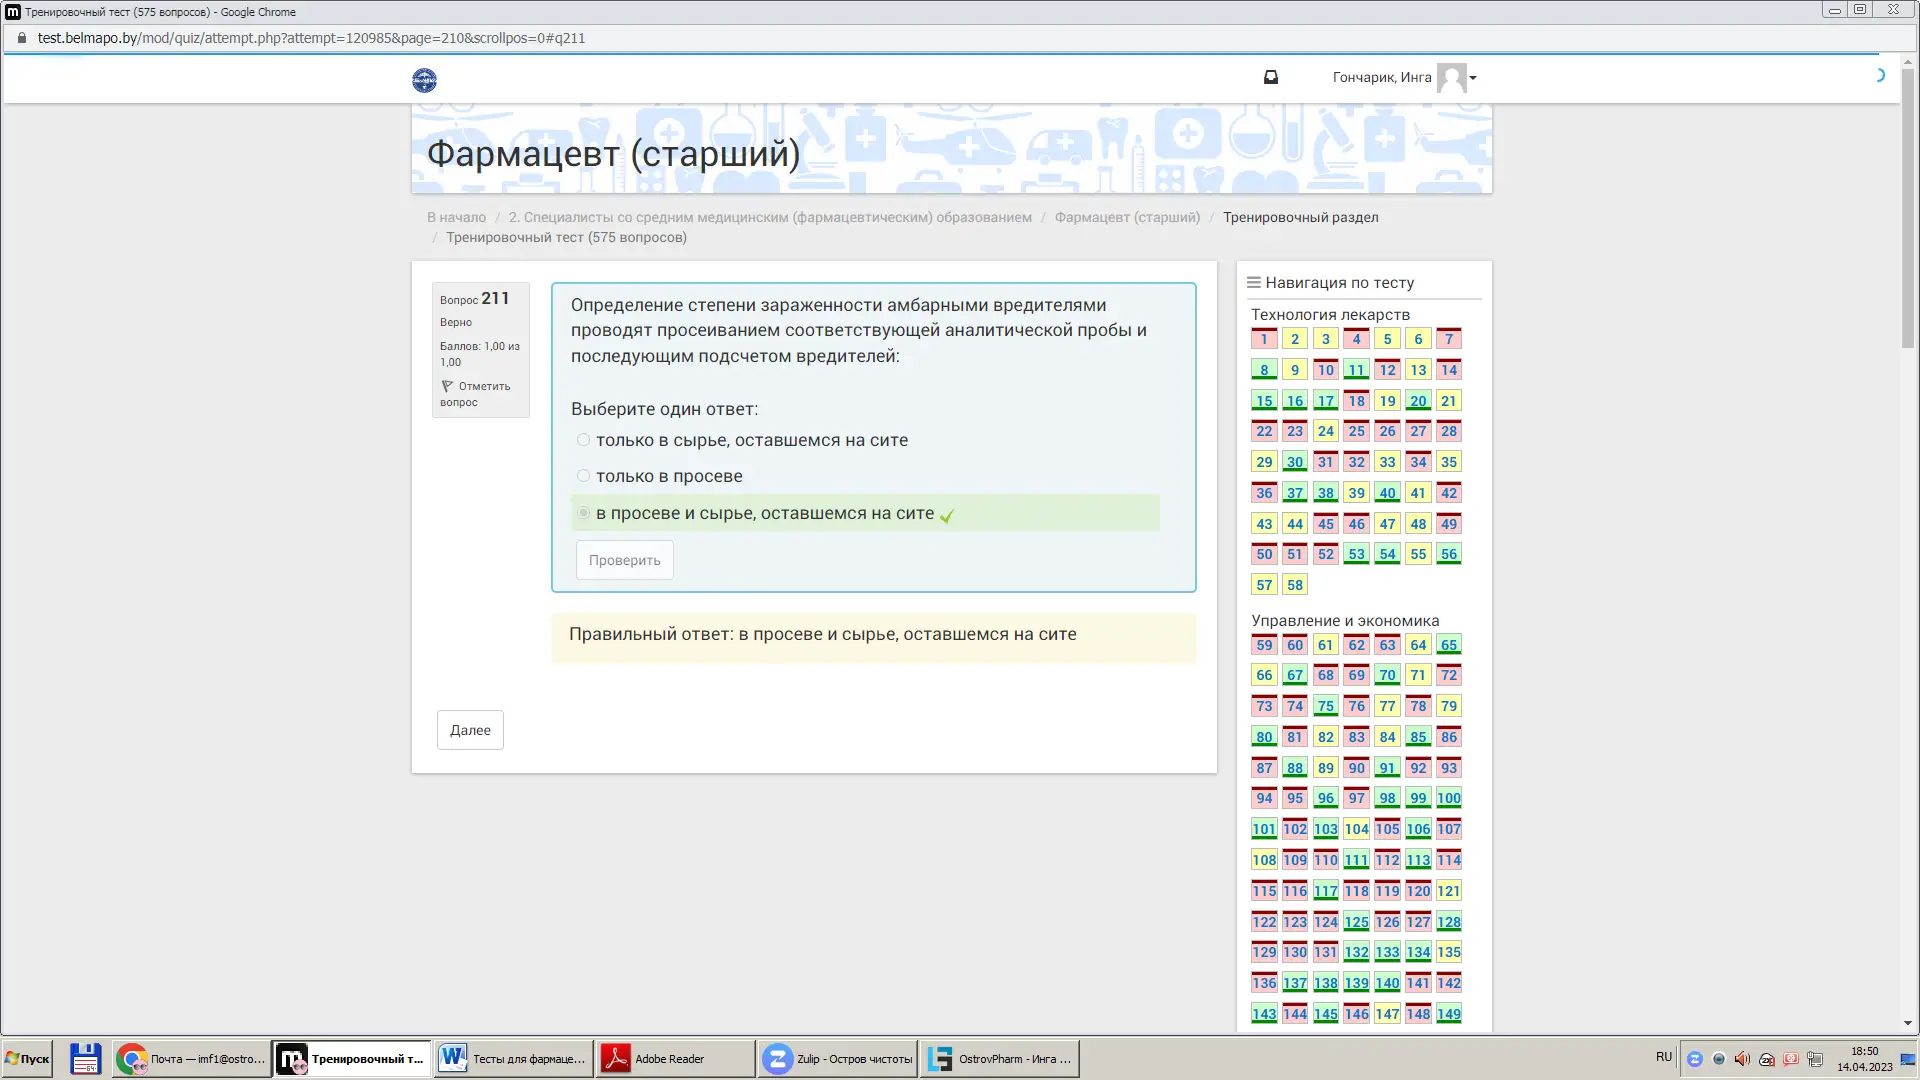 Тренировочный тест (575 вопросов) - Google Chrome
test.belmapo.by/mod/quiz/attempt.php?attempt=120985&page=210&scrollpos=0#q211
Гончарик, Инга
Фармацевт (старший)
В начало / 2. Специалисты со средним медицинским (фармацевтическим) образованием / Фармацевт (старший) / Тренировочный раздел
/ Тренировочный тест (575 вопросов)
Вопрос 211
Верно
Баллов: 1,00 из
1,00
Отметить
вопрос
Определение степени зараженности амбарными вредителями
проводят просеиванием соответствующей аналитической пробы и
последующим подсчетом вредителей:
Выберите один ответ:
только в сырье, оставшемся на сите
только в просеве
в просеве и сырье, оставшемся на сите
Проверить
Правильный ответ: в просеве и сырье, оставшемся на сите
Далее
Навигация по тесту
Технология лекарств
1 2 3 4 5 6 7
8 9 10 11 12 13 14
15 16 17 18 19 20 21
22 23 24 25 26 27 28
29 30 31 32 33 34 35
36 37 38 39 40 41 42
43 44 45 46 47 48 49
50 51 52 53 54 55 56
57 58
Управление и экономика
59 60 61 62 63 64 65
66 67 68 69 70 71 72
73 74 75 76 77 78 79
80 81 82 83 84 85 86
87 88 89 90 91 92 93
94 95 96 97 98 99 100
101 102 103 104 105 106 107
108 109 110 111 112 113 114
115 116 117 118 119 120 121
122 123 124 125 126 127 128
129 130 131 132 133 134 135
136 137 138 139 140 141 142
143 144 145 146 147 148 149
Пуск
Почта — imf1@ostro...
Тренировочный т...
Тесты для фармаце...
Adobe Reader
Zulip - Остров чистоты
OstrovPharm - Инга ...
RU
18:50
14.04.2023